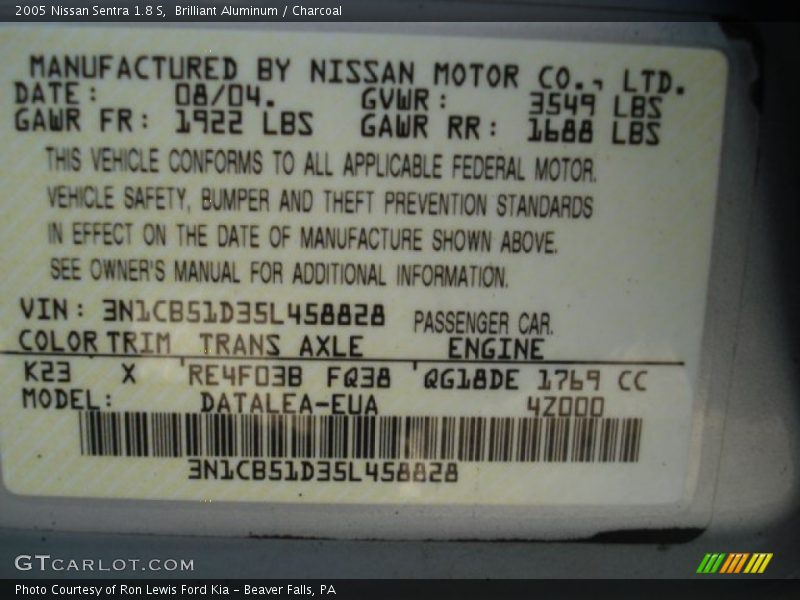 2005 Nissan Sentra 1.8 S,  Brilliant Aluminum / Charcoal
MANUFACTURED BY NISSAN MOTOR CO., LTD.
DATE: 08/04. GVWR: 3549 LBS
GAWR FR: 1922 LBS GAWR RR: 1688 LBS
THIS VEHICLE CONFORMS TO ALL APPLICABLE FEDERAL MOTOR.
VEHICLE SAFETY, BUMPER AND THEFT PREVENTION STANDARDS
IN EFFECT ON THE DATE OF MANUFACTURE SHOWN ABOVE.
SEE OWNER'S MANUAL FOR ADDITIONAL INFORMATION.
VIN: 3N1CB51D35L458828 PASSENGER CAR.
COLOR TRIM TRANS AXLE ENGINE
K23 X 'RE4F03B FQ38 'QG18DE 1769 CC
MODEL: DATALEA-EUA 4Z000
3N1CB51D35L458828
GTCARLOT.COM
Photo Courtesy of Ron Lewis Ford Kia – Beaver Falls, PA